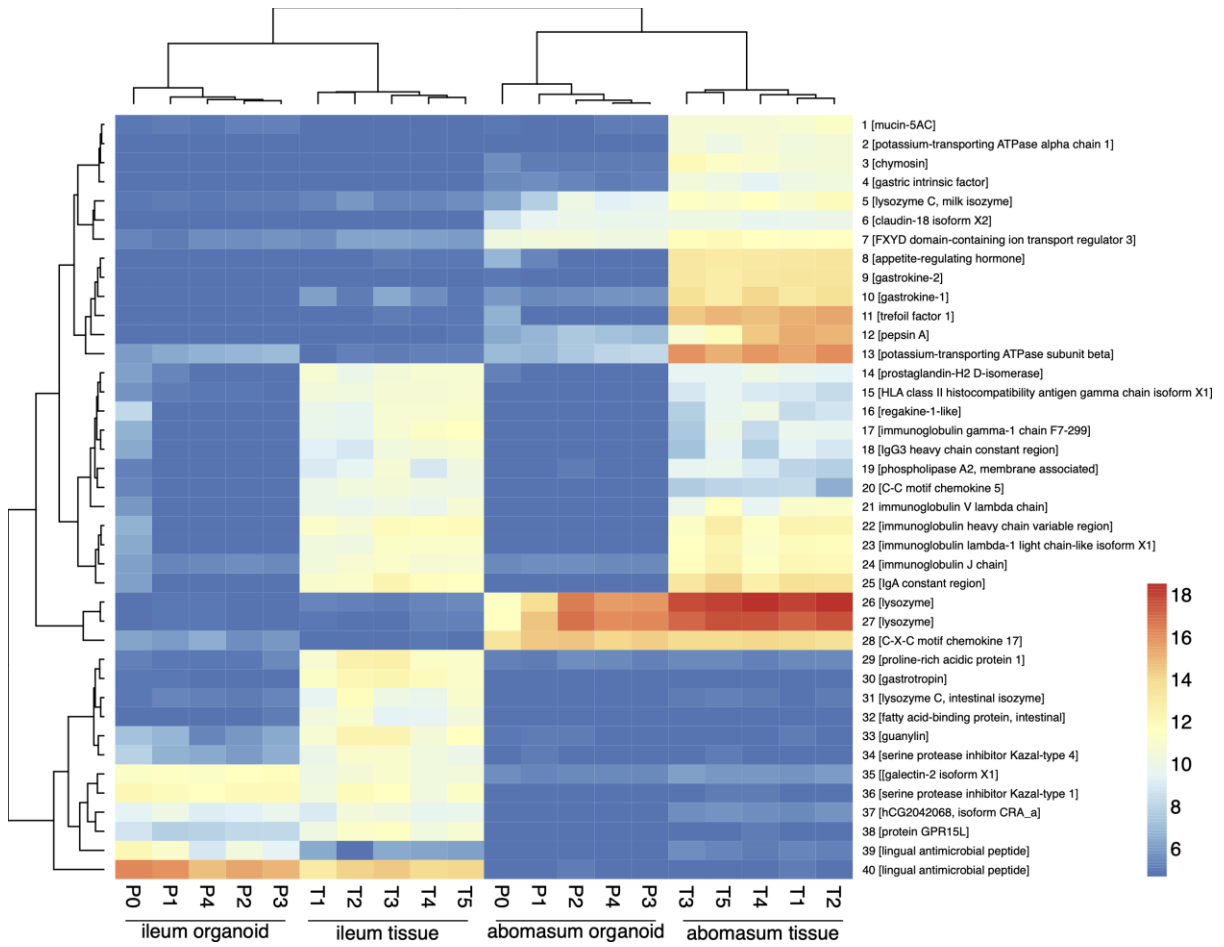 1 [mucin-5AC]
2 [potassium-transporting ATPase alpha chain 1]
3 [chymosin]
4 [gastric intrinsic factor]
5 [lysozyme C, milk isozyme]
6 [claudin-18 isoform X2]
7 [FXYD domain-containing ion transport regulator 3]
8 [appetite-regulating hormone]
9 [gastrokine-2]
10 [gastrokine-1]
11 [trefoil factor 1]
12 [pepsin A]
13 [potassium-transporting ATPase subunit beta]
14 [prostaglandin-H2 D-isomerase]
15 [HLA class II histocompatibility antigen gamma chain isoform X1]
16 [regakine-1-like]
17 [immunoglobulin gamma-1 chain F7-299]
18 [IgG3 heavy chain constant region]
19 [phospholipase A2, membrane associated]
20 [C-C motif chemokine 5]
21 immunoglobulin V lambda chain]
22 [immunoglobulin heavy chain variable region]
23 [immunoglobulin lambda-1 light chain-like isoform X1]
24 [immunoglobulin J chain]
25 [IgA constant region]
26 [lysozyme]
27 [lysozyme]
28 [C-X-C motif chemokine 17]
29 [proline-rich acidic protein 1]
30 [gastrotropin]
31 [lysozyme C, intestinal isozyme]
32 [fatty acid-binding protein, intestinal]
33 [guanylin]
34 [serine protease inhibitor Kazal-type 4]
35 [[galectin-2 isoform X1]
36 [serine protease inhibitor Kazal-type 1]
37 [hCG2042068, isoform CRA_a]
38 [protein GPR15L]
39 [lingual antimicrobial peptide]
40 [lingual antimicrobial peptide]
18
16
14
12
10
8
6
P0 P1 P4 P2 P3 T1 T2 T3 T4 T5 P0 P1 P2 P4 P3 T3 T5 T4 T1 T2
ileum organoid ileum tissue abomasum organoid abomasum tissue